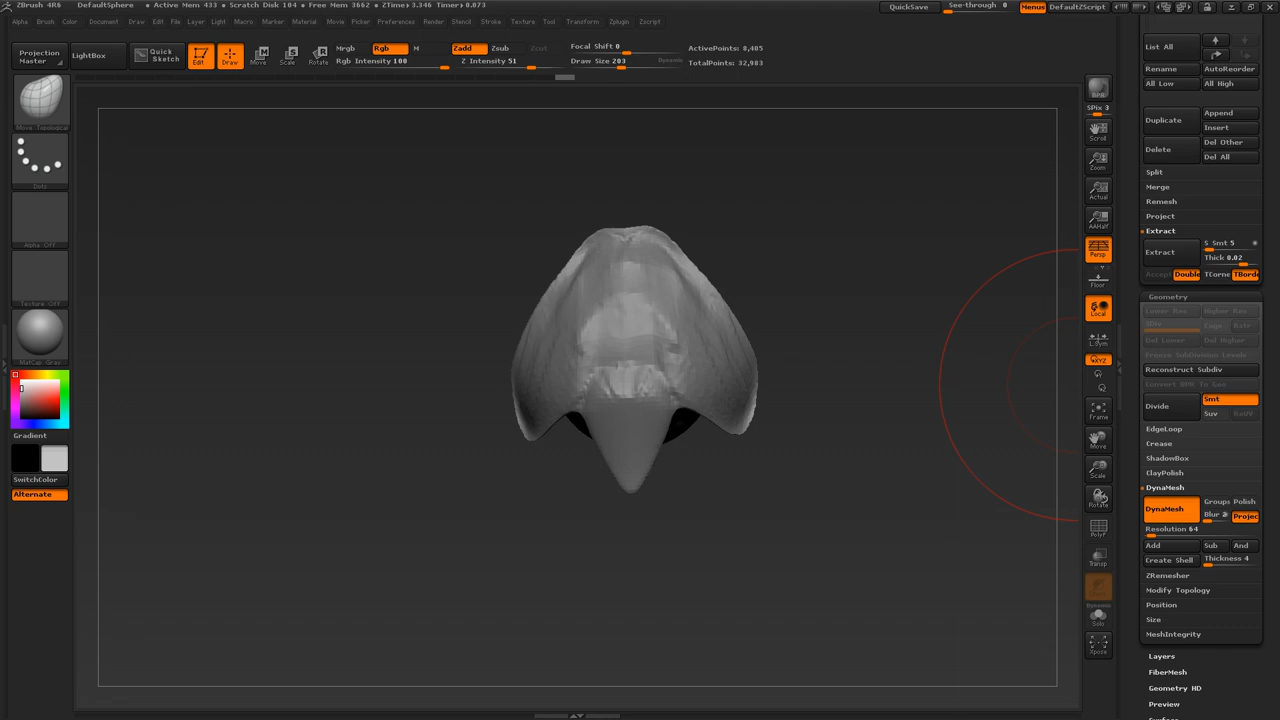 ZBrush 4R6 DefaultSphere • Active Mem 433 • Scratch Disk 104 • Free Mem 3662 • ZTime▸3.346 Timer▸0.073
QuickSave See-through 0 Menus DefaultZScript
Alpha Brush Color Document Draw Edit File Layer Light Macro Marker Material Movie Picker Preferences Render Stencil Stroke Texture Tool Transform Zplugin Zscript
Projection Master
LightBox
Quick Sketch
Edit Draw Move Scale Rotate
Mrgb Rgb M
Rgb Intensity 100
Zadd Zsub Zcut
Z Intensity 51
Focal Shift 0
Draw Size 203 Dynamic
ActivePoints: 8,405
TotalPoints: 32,983
Move Topological
Dots
Alpha Off
Texture Off
MatCap Gray
Gradient
SwitchColor
Alternate
BPR
SPix 3
Scroll
Zoom
Actual
AAHalf
Persp
Floor
Local
L.Sym
XYZ
Frame
Move
Scale
Rotate
PolyF
Transp
Dynamic
Solo
Xpose
List All
Rename AutoReorder
All Low All High
Duplicate Append
Insert
Delete Del Other
Del All
Split
Merge
Remesh
Project
Extract
Extract S Smt 5
Thick 0.02
Accept Double TCorne TBorde
Geometry
Lower Res Higher Res
SDiv Cage Rstr
Del Lower Del Higher
Freeze SubDivision Levels
Reconstruct Subdiv
Convert BPR To Geo
Divide Smt
Suv ReUV
EdgeLoop
Crease
ShadowBox
ClayPolish
DynaMesh
DynaMesh Groups Polish
Blur 2 Projec
Resolution 64
Add Sub And
Create Shell Thickness 4
ZRemesher
Modify Topology
Position
Size
MeshIntegrity
Layers
FiberMesh
Geometry HD
Preview